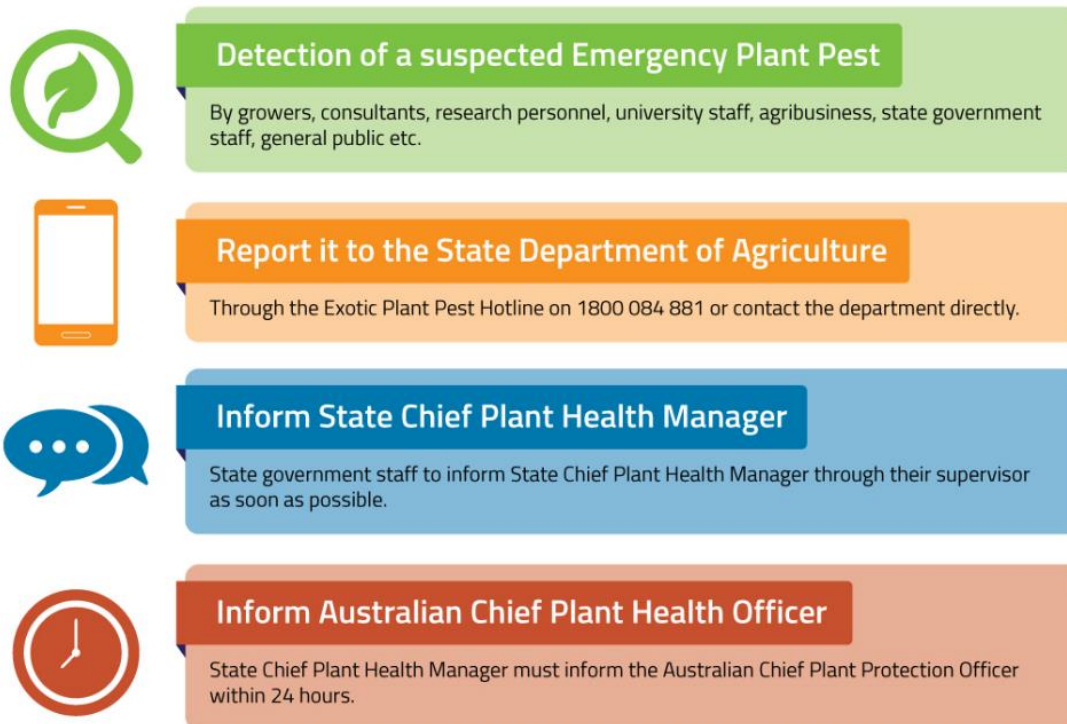 Detection of a suspected Emergency Plant Pest
By growers, consultants, research personnel, university staff, agribusiness, state government
staff, general public etc.
Report it to the State Department of Agriculture
Through the Exotic Plant Pest Hotline on 1800 084 881 or contact the department directly.
Inform State Chief Plant Health Manager
State government staff to inform State Chief Plant Health Manager through their supervisor
as soon as possible.
Inform Australian Chief Plant Health Officer
State Chief Plant Health Manager must inform the Australian Chief Plant Protection Officer
within 24 hours.